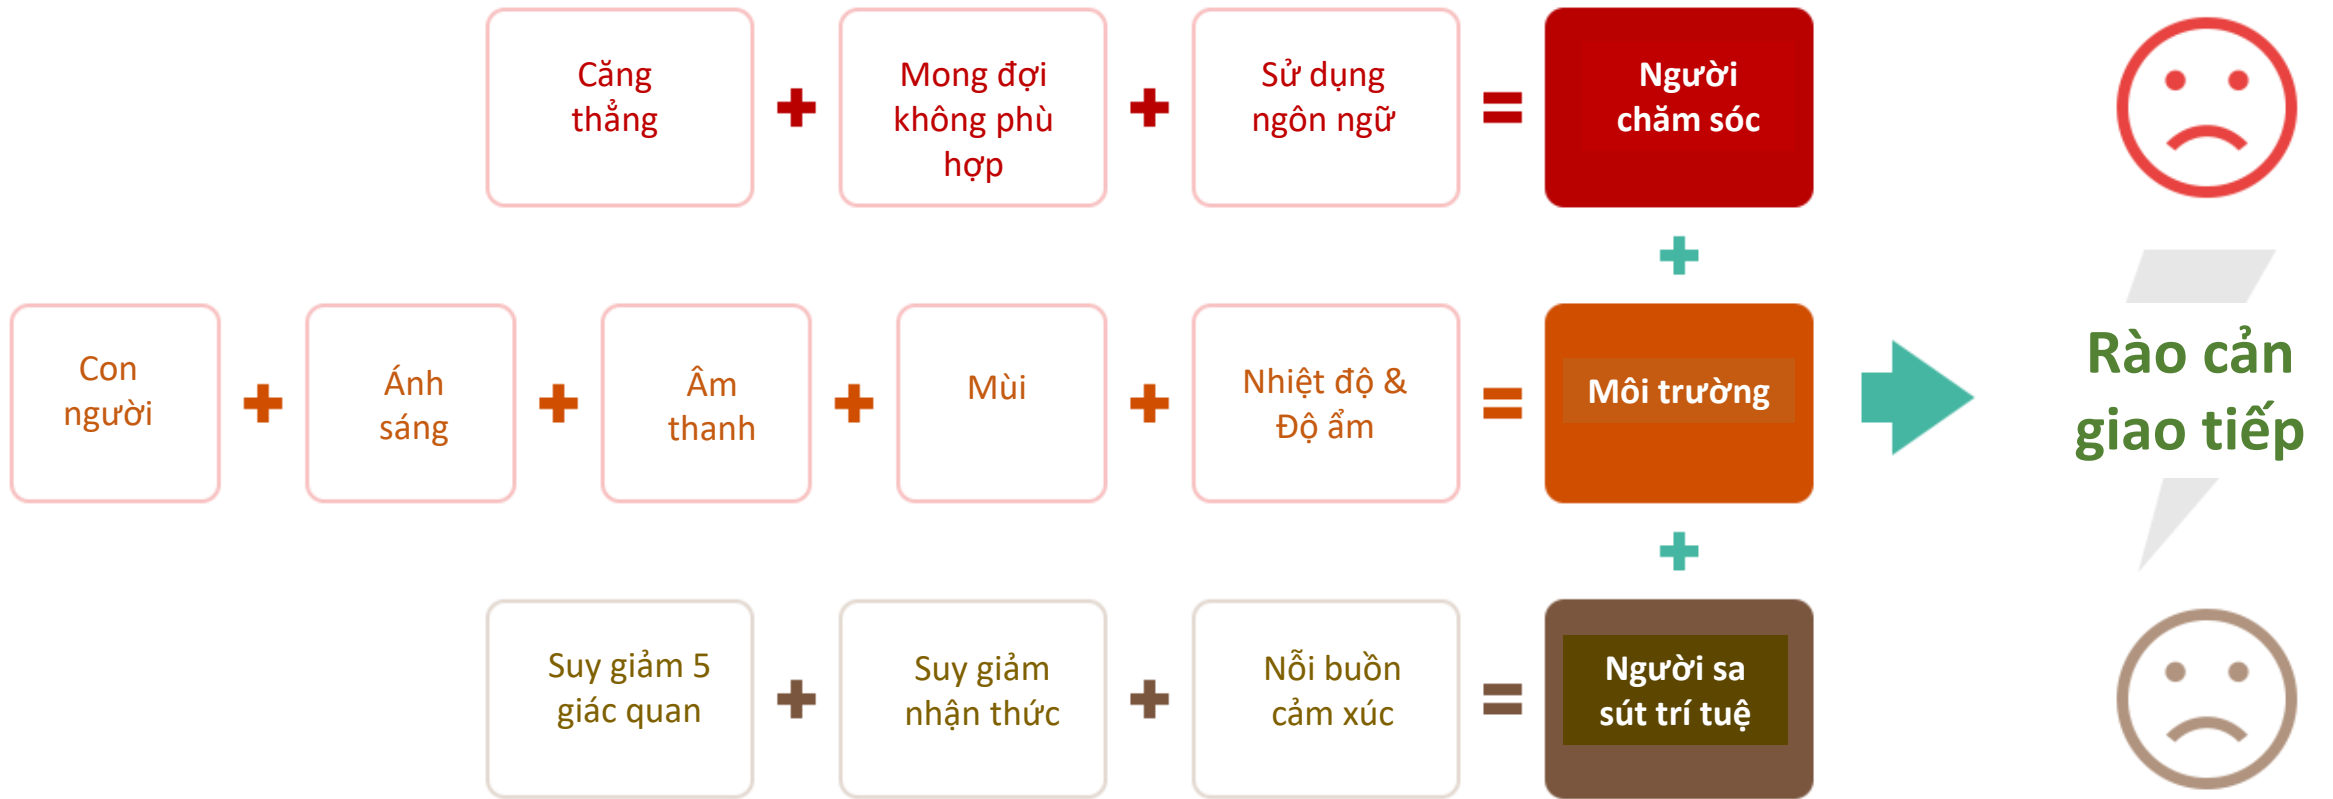 Căng
thẳng
Mong đợi
không phù
hợp
Sử dụng
ngôn ngữ
Người
chăm sóc
Con
người
Ánh
sáng
Âm
thanh
Mùi
Nhiệt độ &
Độ ẩm
Môi trường
Rào cản
giao tiếp
Suy giảm 5
giác quan
Suy giảm
nhận thức
Nỗi buồn
cảm xúc
Người sa
sút trí tuệ